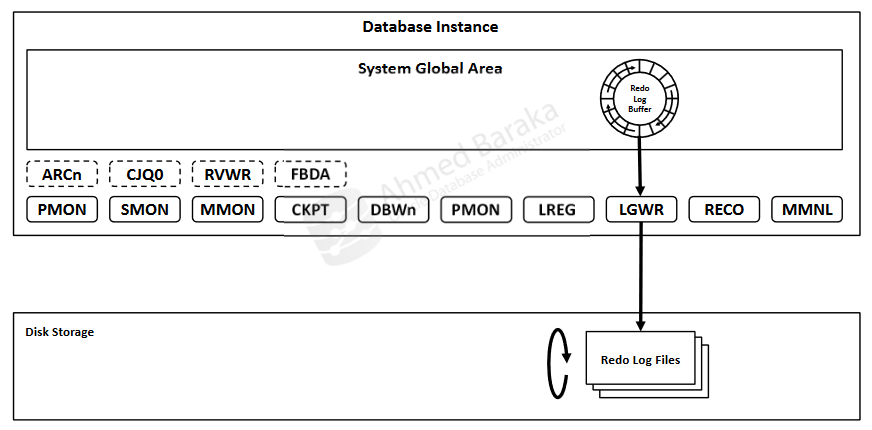 Database Instance
System Global Area
Redo
Log
Buffer
Ahmed Baraka
Database Administrator
ARCn CJQ0 RVWR FBDA
PMON SMON MMON CKPT DBWn PMON LREG LGWR RECO MMNL
Disk Storage
Redo Log Files